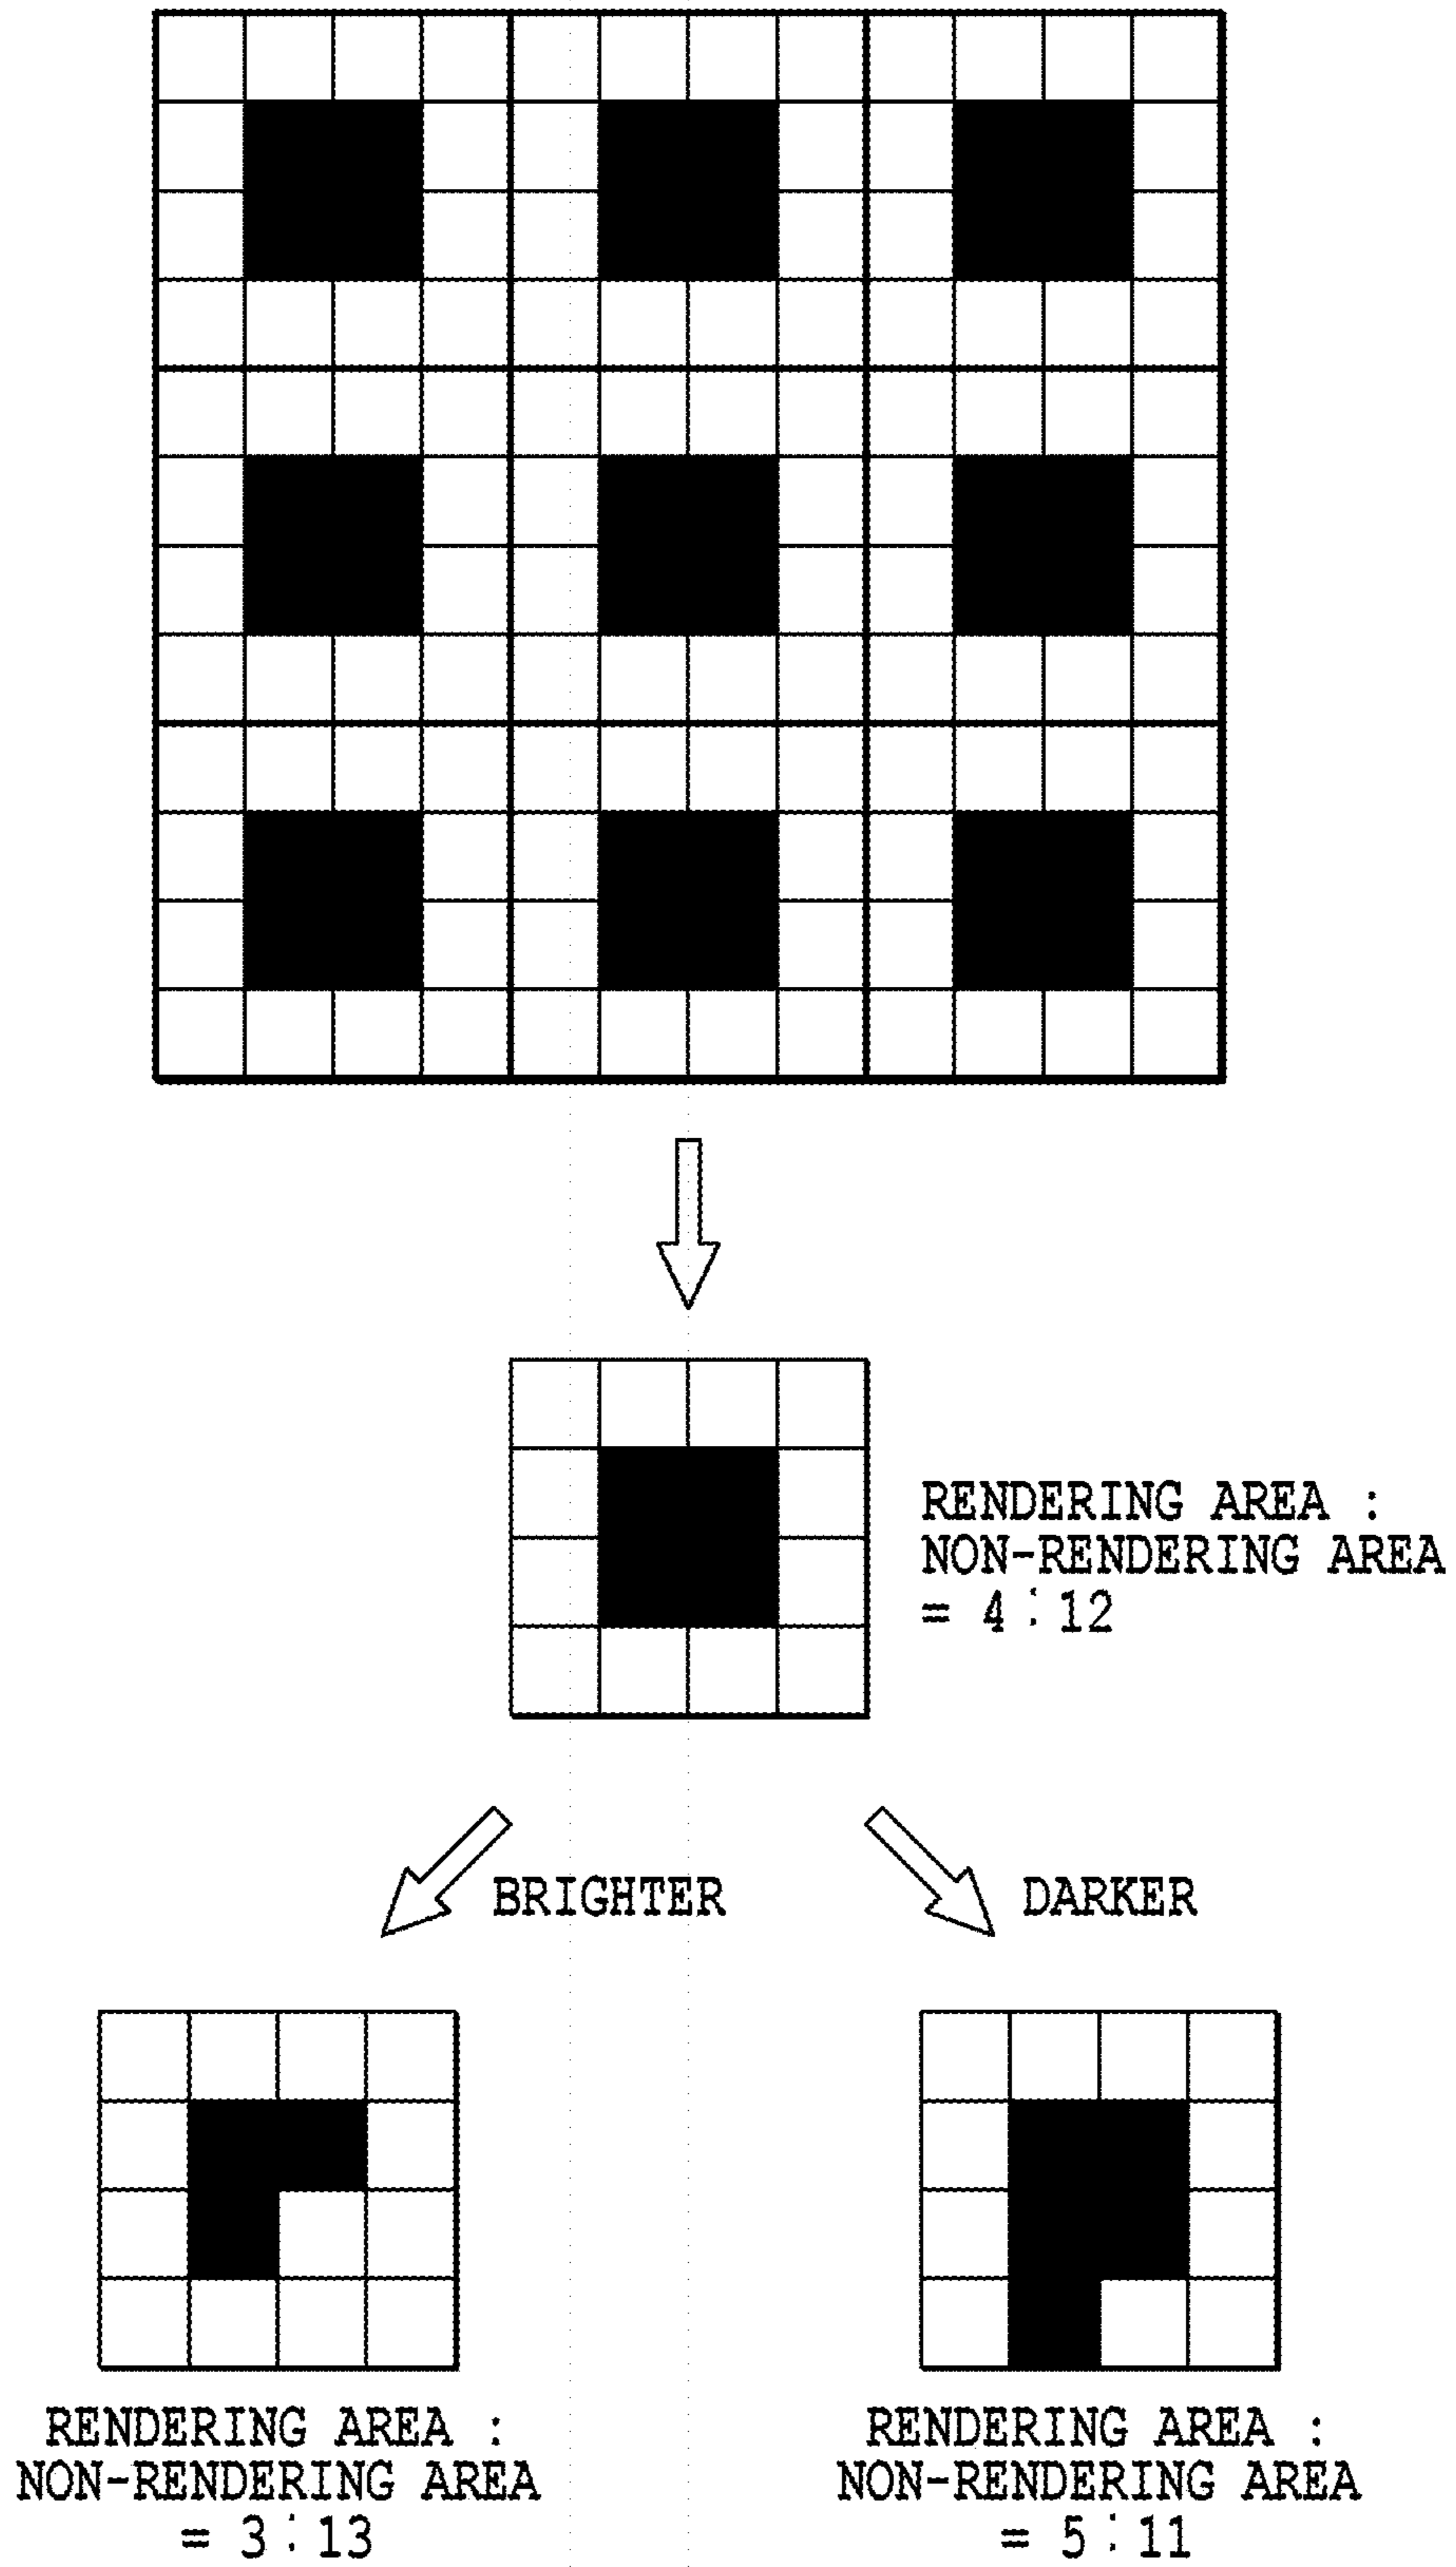 RENDERING AREA :
NON-RENDERING AREA
= 4 : 12
BRIGHTER
DARKER
RENDERING AREA :
NON-RENDERING AREA
= 3 : 13
RENDERING AREA :
NON-RENDERING AREA
= 5 : 11